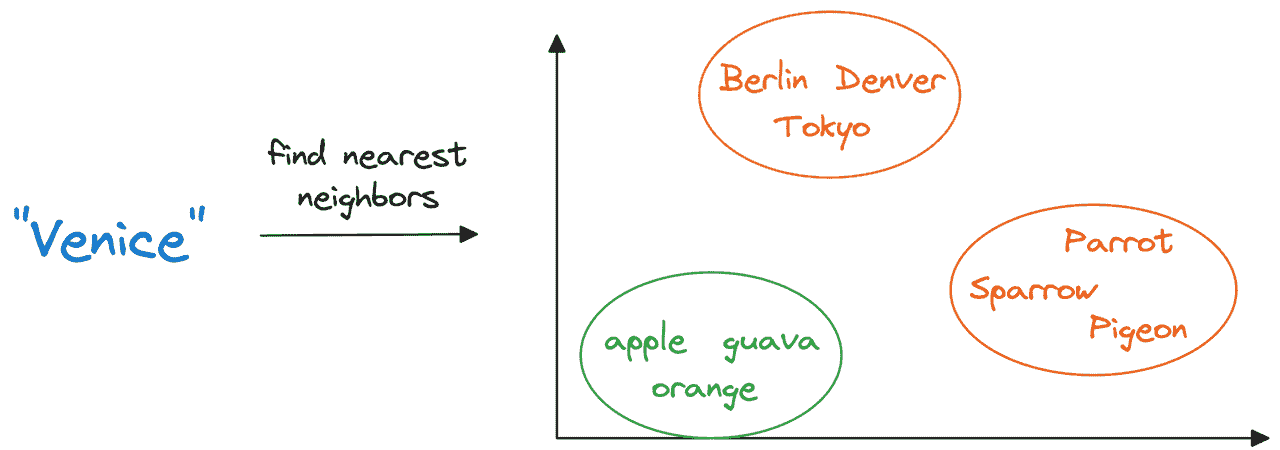 "Venice"
find nearest
neighbors
Berlin Denver
Tokyo
Parrot
Sparrow
Pigeon
apple guava
orange